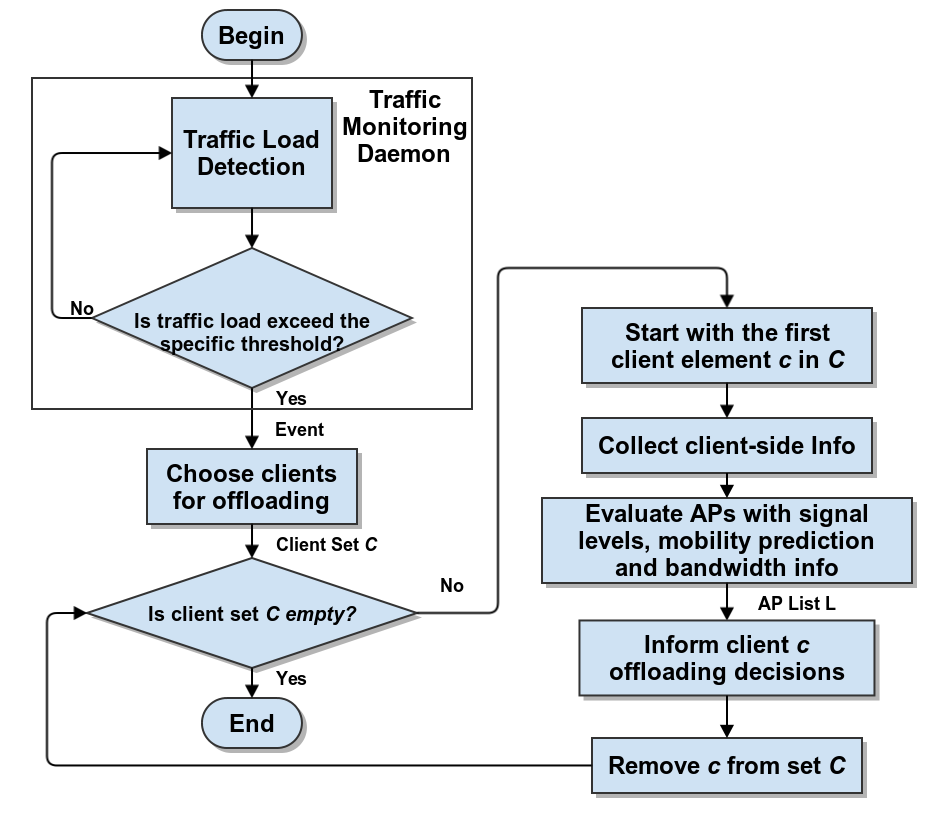 Begin
Traffic
Monitoring
Daemon
Traffic Load
Detection
No
Is traffic load exceed the
specific threshold?
Yes
Event
Choose clients
for offloading
Client Set C
Is client set C empty?
No
Yes
End
Start with the first
client element c in C
Collect client-side Info
Evaluate APs with signal
levels, mobility prediction
and bandwidth info
AP List L
Inform client c
offloading decisions
Remove c from set C